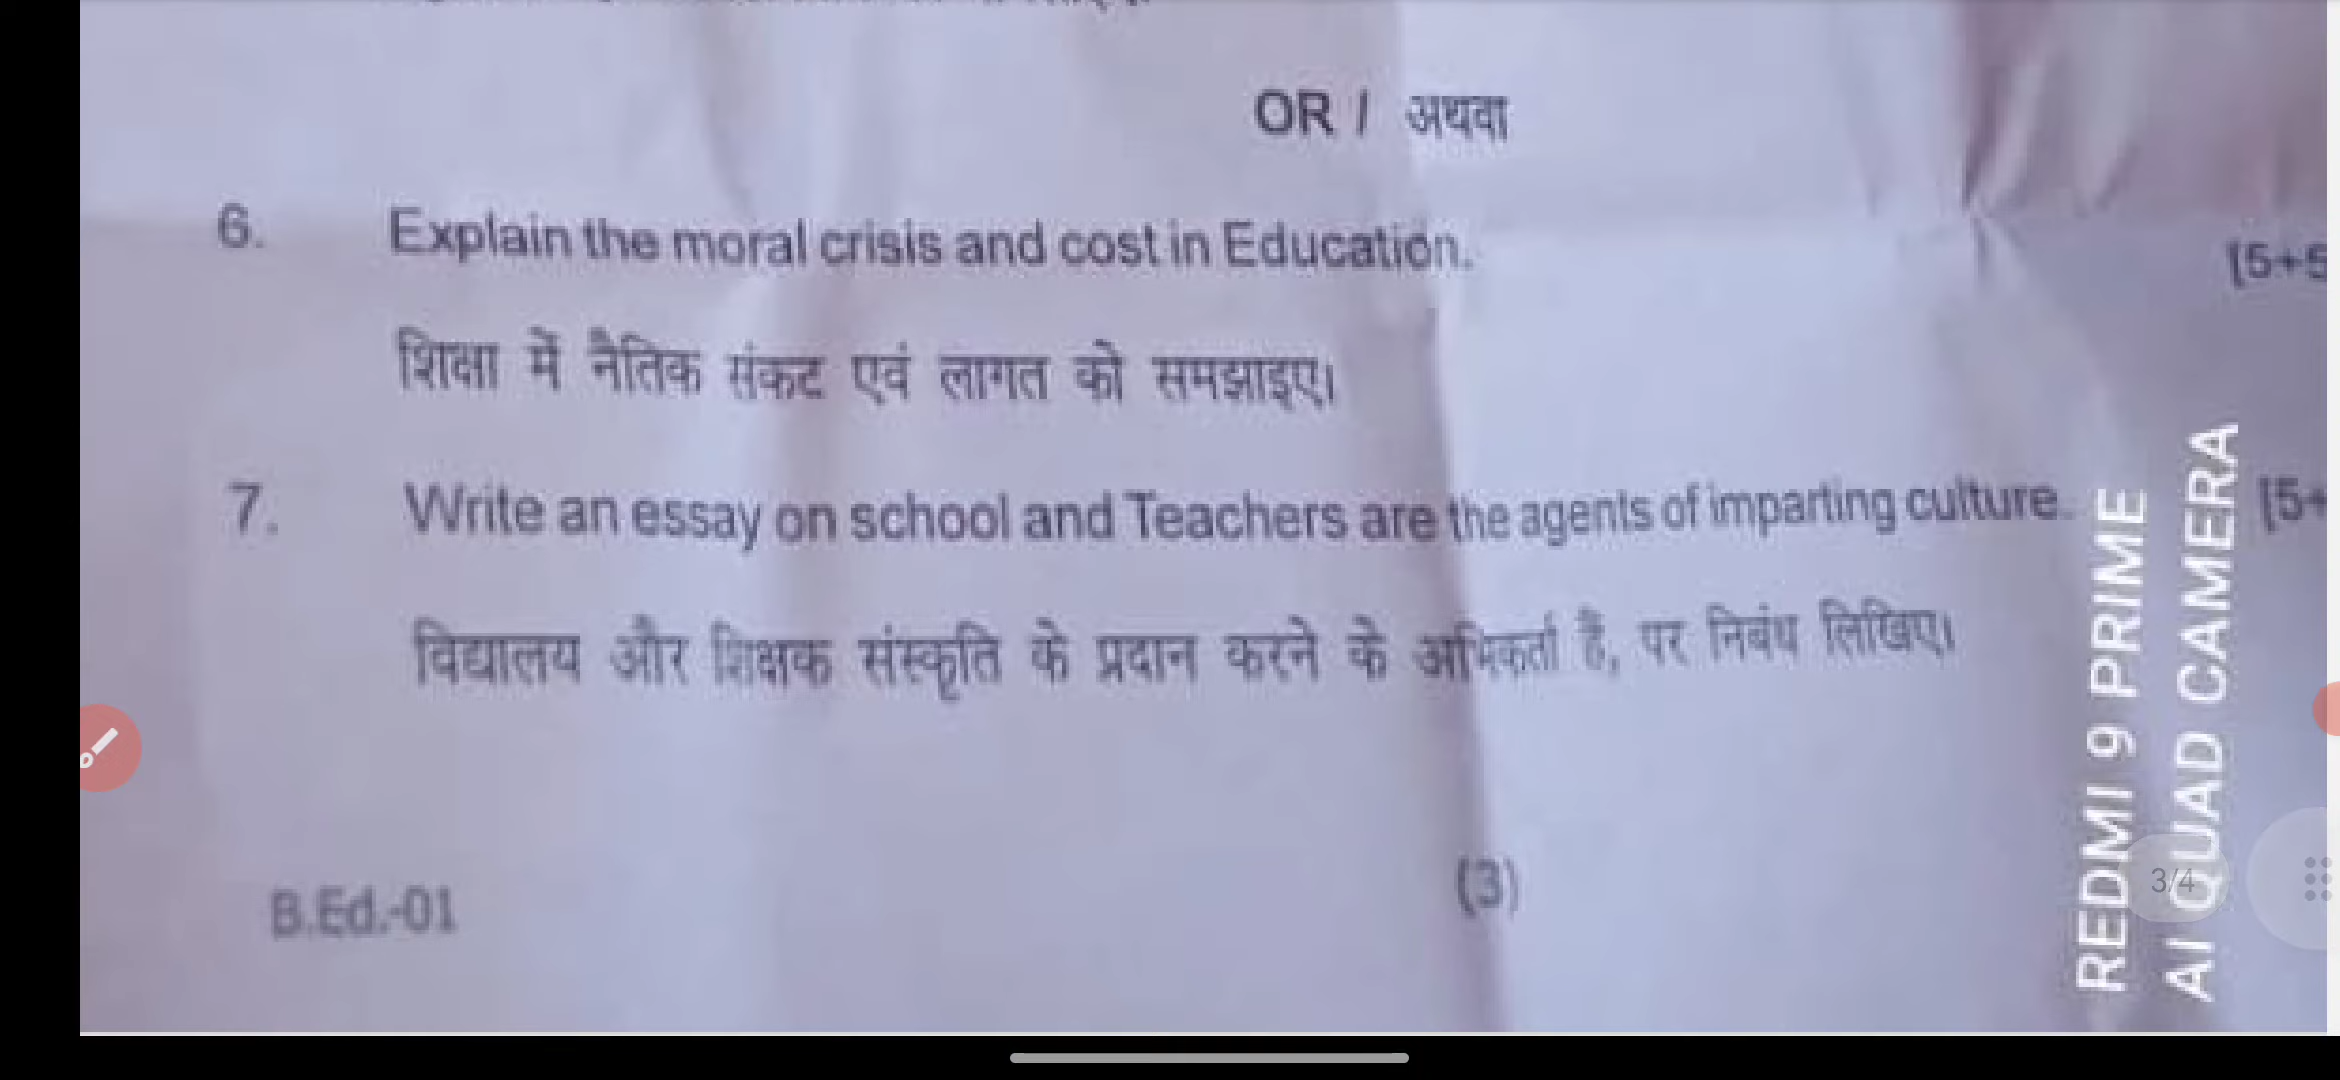 OR / अथवा
6. Explain the moral crisis and cost in Education. [5+5
शिक्षा में नैतिक संकट एवं लागत को समझाइए।
7. Write an essay on school and Teachers are the agents of imparting culture. [5+
विद्यालय और शिक्षक संस्कृति के प्रदान करने के अभिकर्ता है, पर निबंध लिखिए।
B.Ed.-01 (3)
REDMI 9 PRIME
AI QUAD CAMERA
3/4